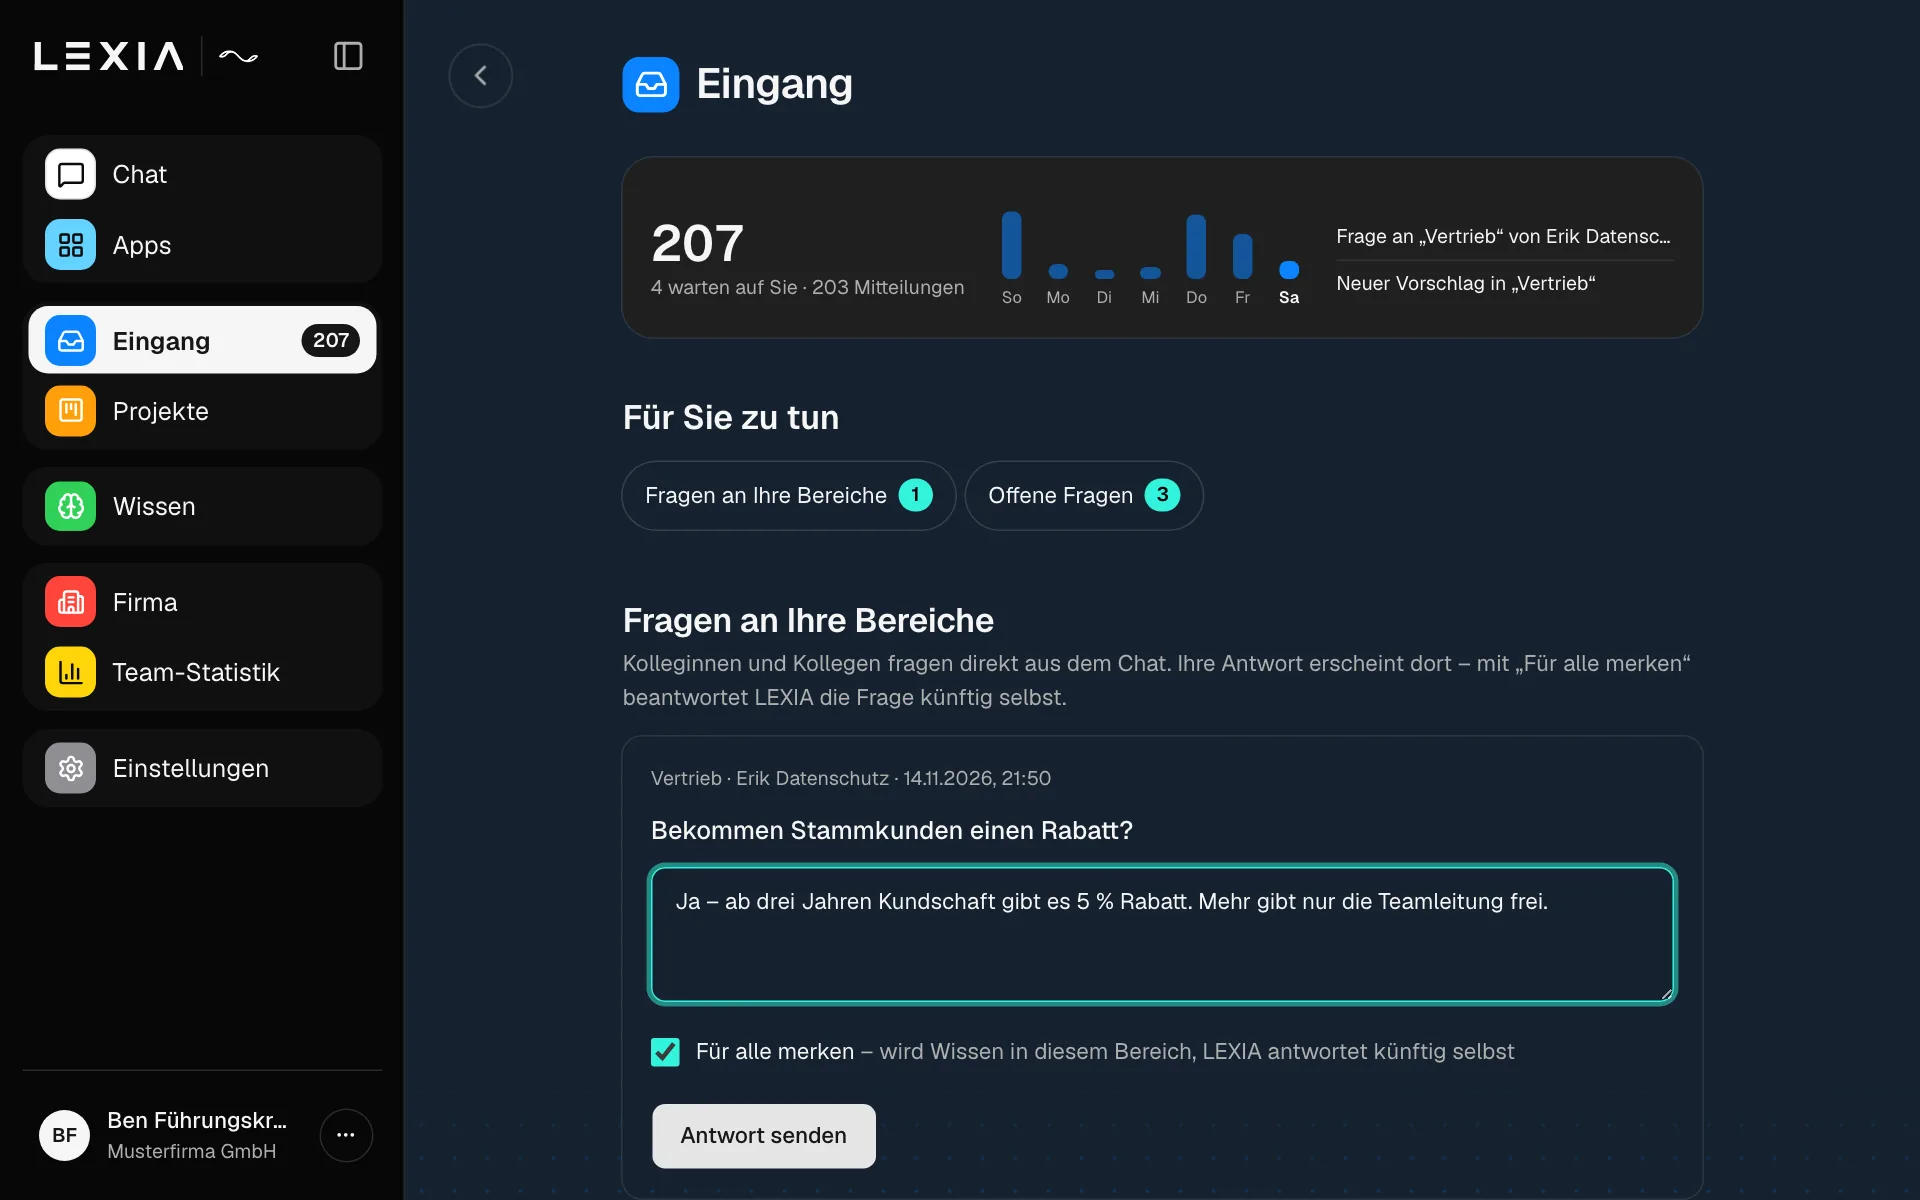 LEXIA
Chat
Apps
Eingang 207
Projekte
Wissen
Firma
Team-Statistik
Einstellungen
BF
Ben Führungskr...
Musterfirma GmbH
Eingang
207
4 warten auf Sie · 203 Mitteilungen
So Mo Di Mi Do Fr Sa
Frage an „Vertrieb“ von Erik Datensc...
Neuer Vorschlag in „Vertrieb“
Für Sie zu tun
Fragen an Ihre Bereiche 1
Offene Fragen 3
Fragen an Ihre Bereiche
Kolleginnen und Kollegen fragen direkt aus dem Chat. Ihre Antwort erscheint dort – mit „Für alle merken“
beantwortet LEXIA die Frage künftig selbst.
Vertrieb · Erik Datenschutz · 14.11.2026, 21:50
Bekommen Stammkunden einen Rabatt?
Ja – ab drei Jahren Kundschaft gibt es 5 % Rabatt. Mehr gibt nur die Teamleitung frei.
Für alle merken – wird Wissen in diesem Bereich, LEXIA antwortet künftig selbst
Antwort senden